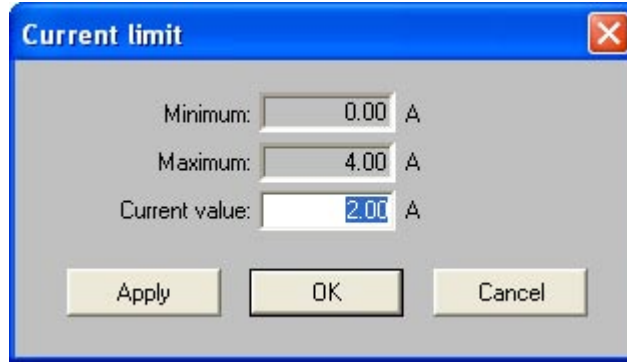 Current limit
Minimum: 0.00 A
Maximum: 4.00 A
Current value: 2.00 A
Apply OK Cancel